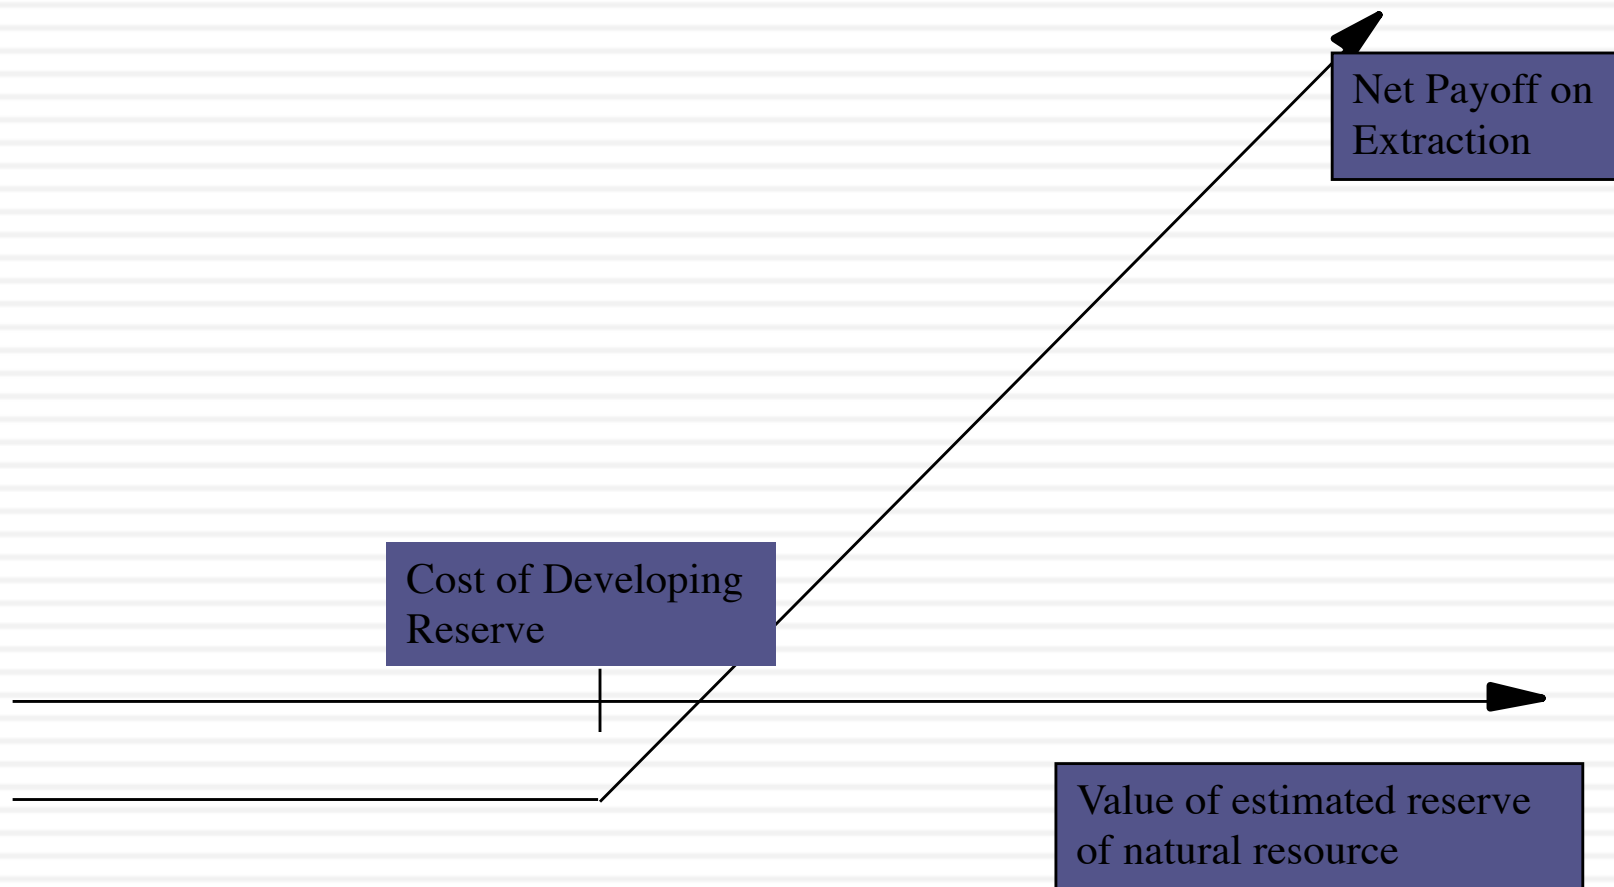 Net Payoff on
Extraction
Cost of Developing
Reserve
Value of estimated reserve
of natural resource